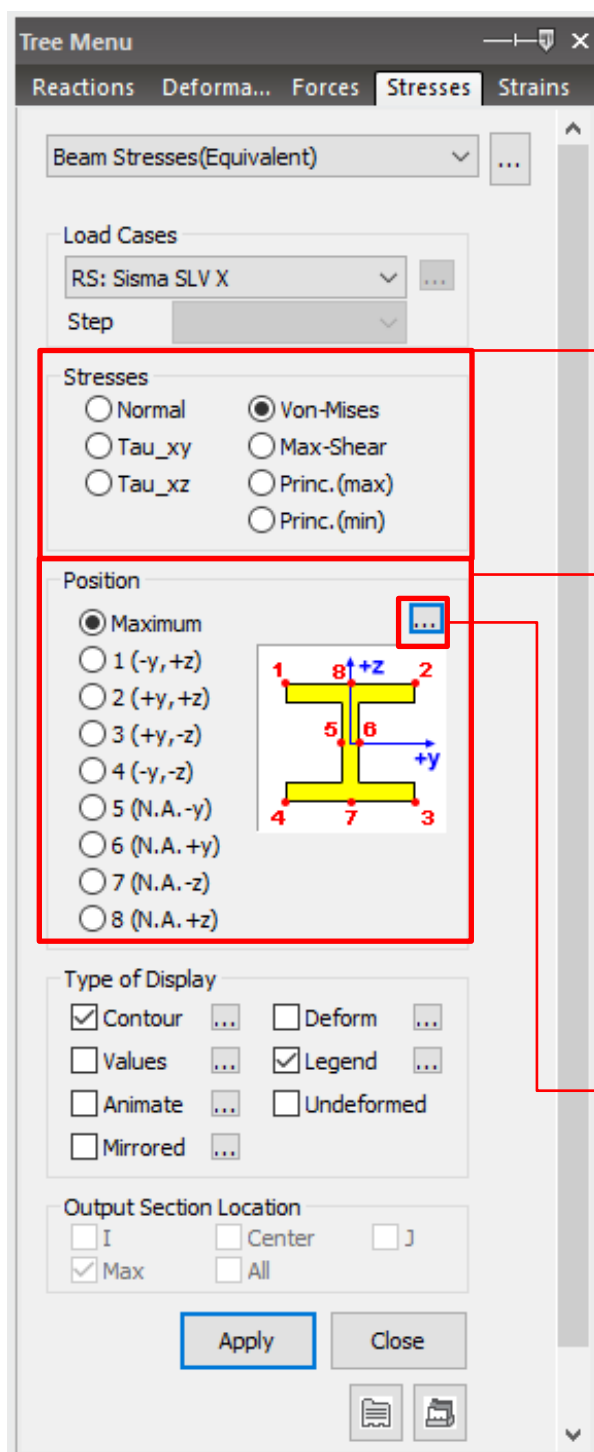 Tree Menu
Reactions Deforma... Forces Stresses Strains
Beam Stresses(Equivalent) ...
Load Cases
RS: Sisma SLV X ...
Step
Stresses
Normal Von-Mises
Tau_xy Max-Shear
Tau_xz Princ.(max)
Princ.(min)
Position
Maximum ...
1 (-y,+z)
2 (+y,+z)
3 (+y,-z)
4 (-y,-z)
5 (N.A.-y)
6 (N.A.+y)
7 (N.A.-z)
8 (N.A.+z)
1 8 +z 2
5 6
+y
4 7 3
Type of Display
Contour ... Deform ...
Values ... Legend ...
Animate ... Undeformed
Mirrored ...
Output Section Location
I Center J
Max All
Apply Close